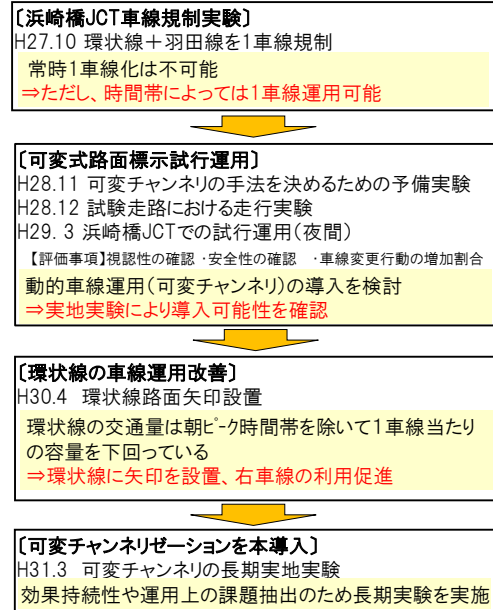 〔浜崎橋JCT車線規制実験〕
H27.10 環状線＋羽田線を1車線規制
常時1車線化は不可能
⇒ただし、時間帯によっては1車線運用可能
〔可変式路面標示試行運用〕
H28.11 可変チャンネリの手法を決めるための予備実験
H28.12 試験走路における走行実験
H29. 3 浜崎橋JCTでの試行運用(夜間)
【評価事項】視認性の確認 ・安全性の確認 ・車線変更行動の増加割合
動的車線運用(可変チャンネリ)の導入を検討
⇒実地実験により導入可能性を確認
〔環状線の車線運用改善〕
H30.4 環状線路面矢印設置
環状線の交通量は朝ﾋﾟｰｸ時間帯を除いて1車線当たり
の容量を下回っている
⇒環状線に矢印を設置、右車線の利用促進
〔可変チャンネリゼーションを本導入〕
H31.3 可変チャンネリの長期実地実験
効果持続性や運用上の課題抽出のため長期実験を実施